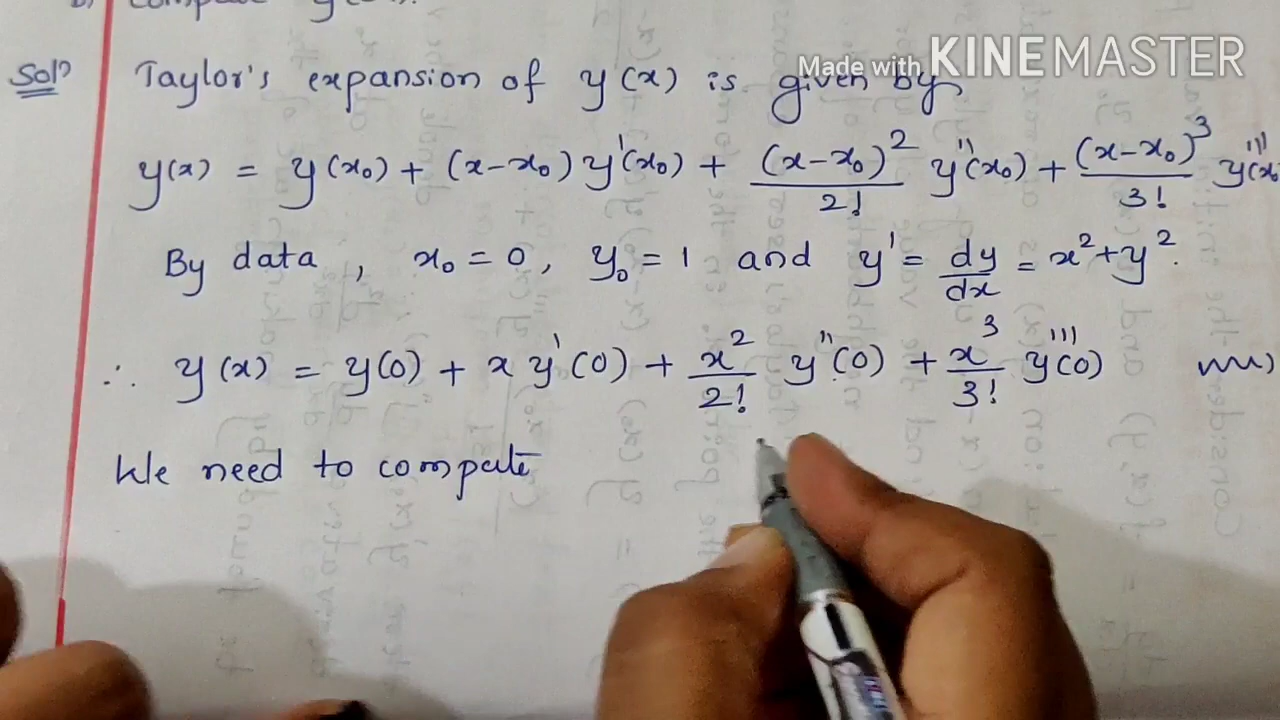 Made with KINEMASTER
Soln Taylor's expansion of y(x) is given by
y(x) = y(x₀) + (x-x₀) y'(x₀) + (x-x₀)²/2! y''(x₀) + (x-x₀)³/3! y'''(x₀
By data , x₀ = 0, y₀ = 1 and y' = dy/dx = x²+y².
∴ y(x) = y(0) + x y'(0) + x²/2! y''(0) + x³/3! y'''(0)
We need to compute